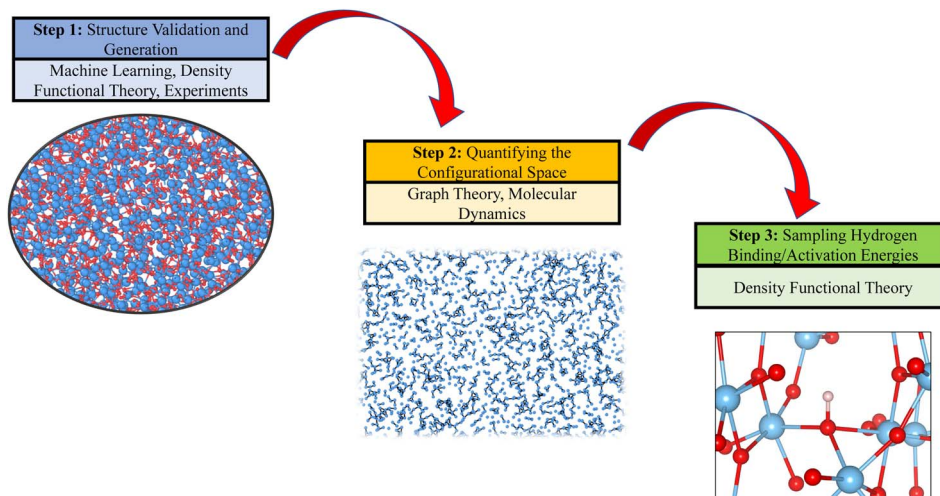 Step 1: Structure Validation and
Generation
Machine Learning, Density
Functional Theory, Experiments
Step 2: Quantifying the
Configurational Space
Graph Theory, Molecular
Dynamics
Step 3: Sampling Hydrogen
Binding/Activation Energies
Density Functional Theory